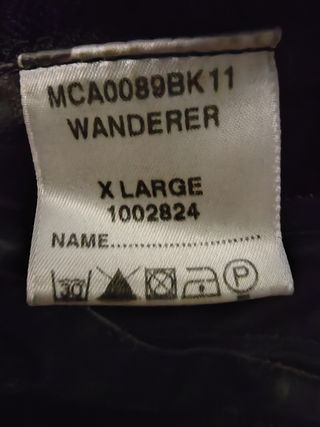 MCA0089BK11
WANDERER
X LARGE
1002824
NAME..............................
30
P